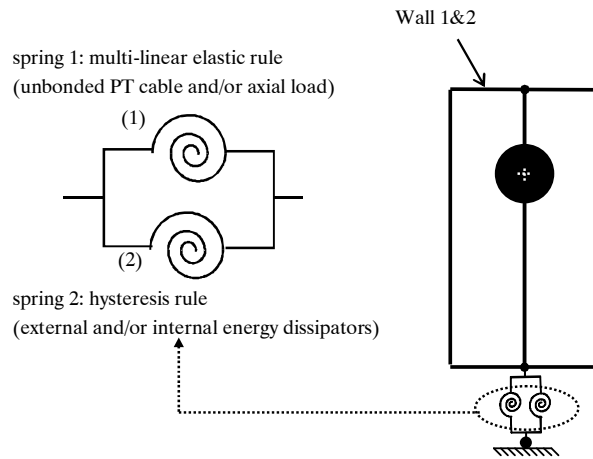 Wall 1&2
spring 1: multi-linear elastic rule
(unbonded PT cable and/or axial load)
(1)
(2)
spring 2: hysteresis rule
(external and/or internal energy dissipators)